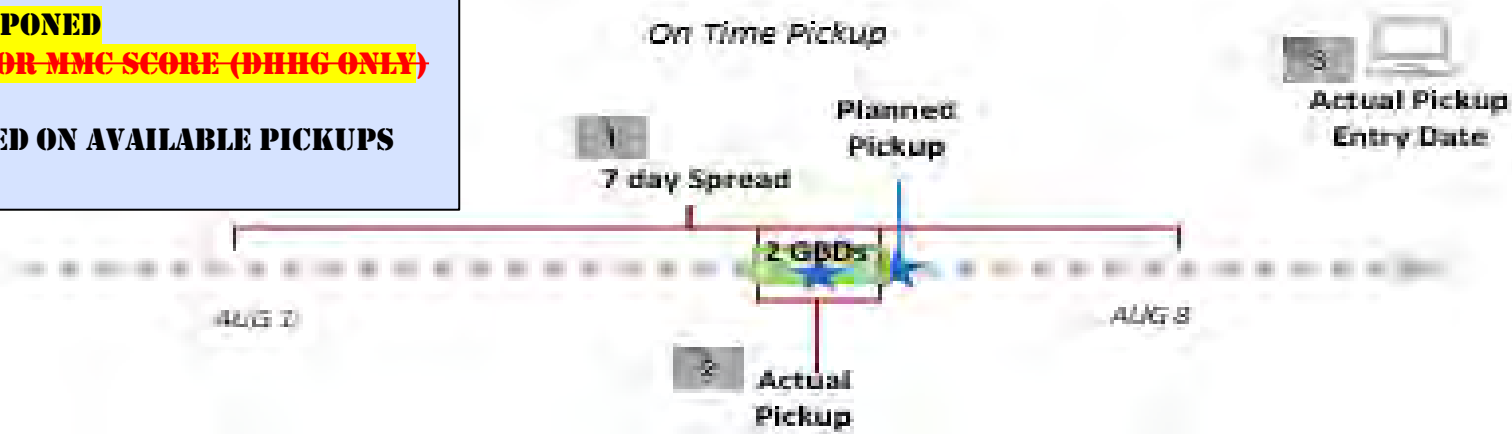 PONED
OR MMC SCORE (DHHG ONLY)
ED ON AVAILABLE PICKUPS
On Time Pickup
1
7 day Spread
Planned
Pickup
3
Actual Pickup
Entry Date
2 GBDs
AUG 1
AUG 8
2
Actual
Pickup